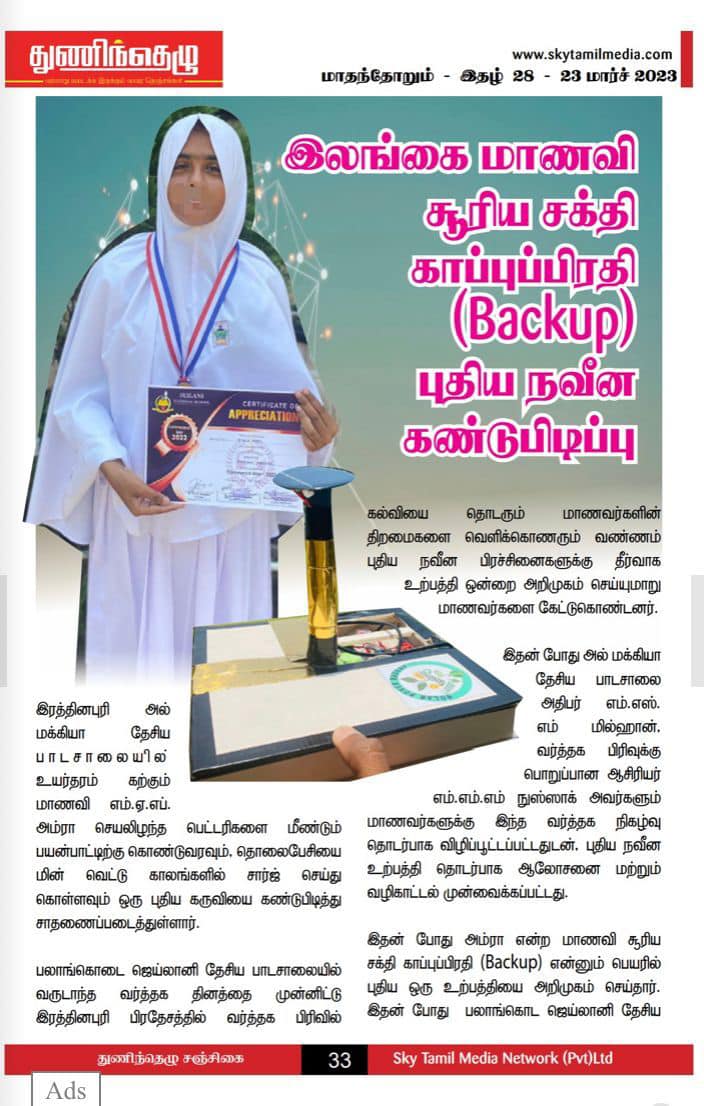 துணிந்தெழு
www.skytamilmedia.com
மாதந்தோறும் - இதழ் 28 - 23 மார்ச் 2023
இலங்கை மாணவி
சூரிய சக்தி
காப்புப்பிரதி
(Backup)
புதிய நவீன
கண்டுபிடிப்பு
JEILANI
CERTIFICATE OF
APPRECIATION
2022
இரத்தினபுரி அல்
மக்கியா தேசிய
பாடசாலையில்
உயர்தரம் கற்கும்
மாணவி எம்.ஏ.எப்.
அம்ரா செயலிழந்த பெட்டரிகளை மீண்டும்
பயன்பாட்டிற்கு கொண்டுவரவும், தொலைபேசியை
மின் வெட்டு காலங்களில் சார்ஜ் செய்து
கொள்ளவும் ஒரு புதிய கருவியை கண்டுபிடித்து
சாதணைப்படைத்துள்ளார்.
பலாங்கொடை ஜெய்லானி தேசிய பாடசாலையில்
வருடாந்த வர்த்தக தினத்தை முன்னிட்டு
இரத்தினபுரி பிரதேசத்தில் வர்த்தக பிரிவில்
கல்வியை தொடரும் மாணவர்களின்
திறமைகளை வெளிக்கொணரும் வண்ணம்
புதிய நவீன பிரச்சினைகளுக்கு தீர்வாக
உற்பத்தி ஒன்றை அறிமுகம் செய்யுமாறு
மாணவர்களை கேட்டுகொண்டனர்.
இதன் போது அல் மக்கியா
தேசிய பாடசாலை
அதிபர் எம்.எஸ்.
எம் மில்ஹான்,
வர்த்தக பிரிவுக்கு
பொறுப்பான ஆசிரியர்
எம்.எம்.எம் நுஸ்ஸாக் அவர்களும்
மாணவர்களுக்கு இந்த வர்த்தக நிகழ்வு
தொடர்பாக விழிப்பூட்டப்பட்டதுடன், புதிய நவீன
உற்பத்தி தொடர்பாக ஆலோசனை மற்றும்
வழிகாட்டல் முன்வைக்கப்பட்டது.
இதன் போது அம்ரா என்ற மாணவி சூரிய
சக்தி காப்புப்பிரதி (Backup) என்னும் பெயரில்
புதிய ஒரு உற்பத்தியை அறிமுகம் செய்தார்.
இதன் போது பலாங்கொட ஜெய்லானி தேசிய
துணிந்தெழு சஞ்சிகை
33
Sky Tamil Media Network (Pvt)Ltd
Ads